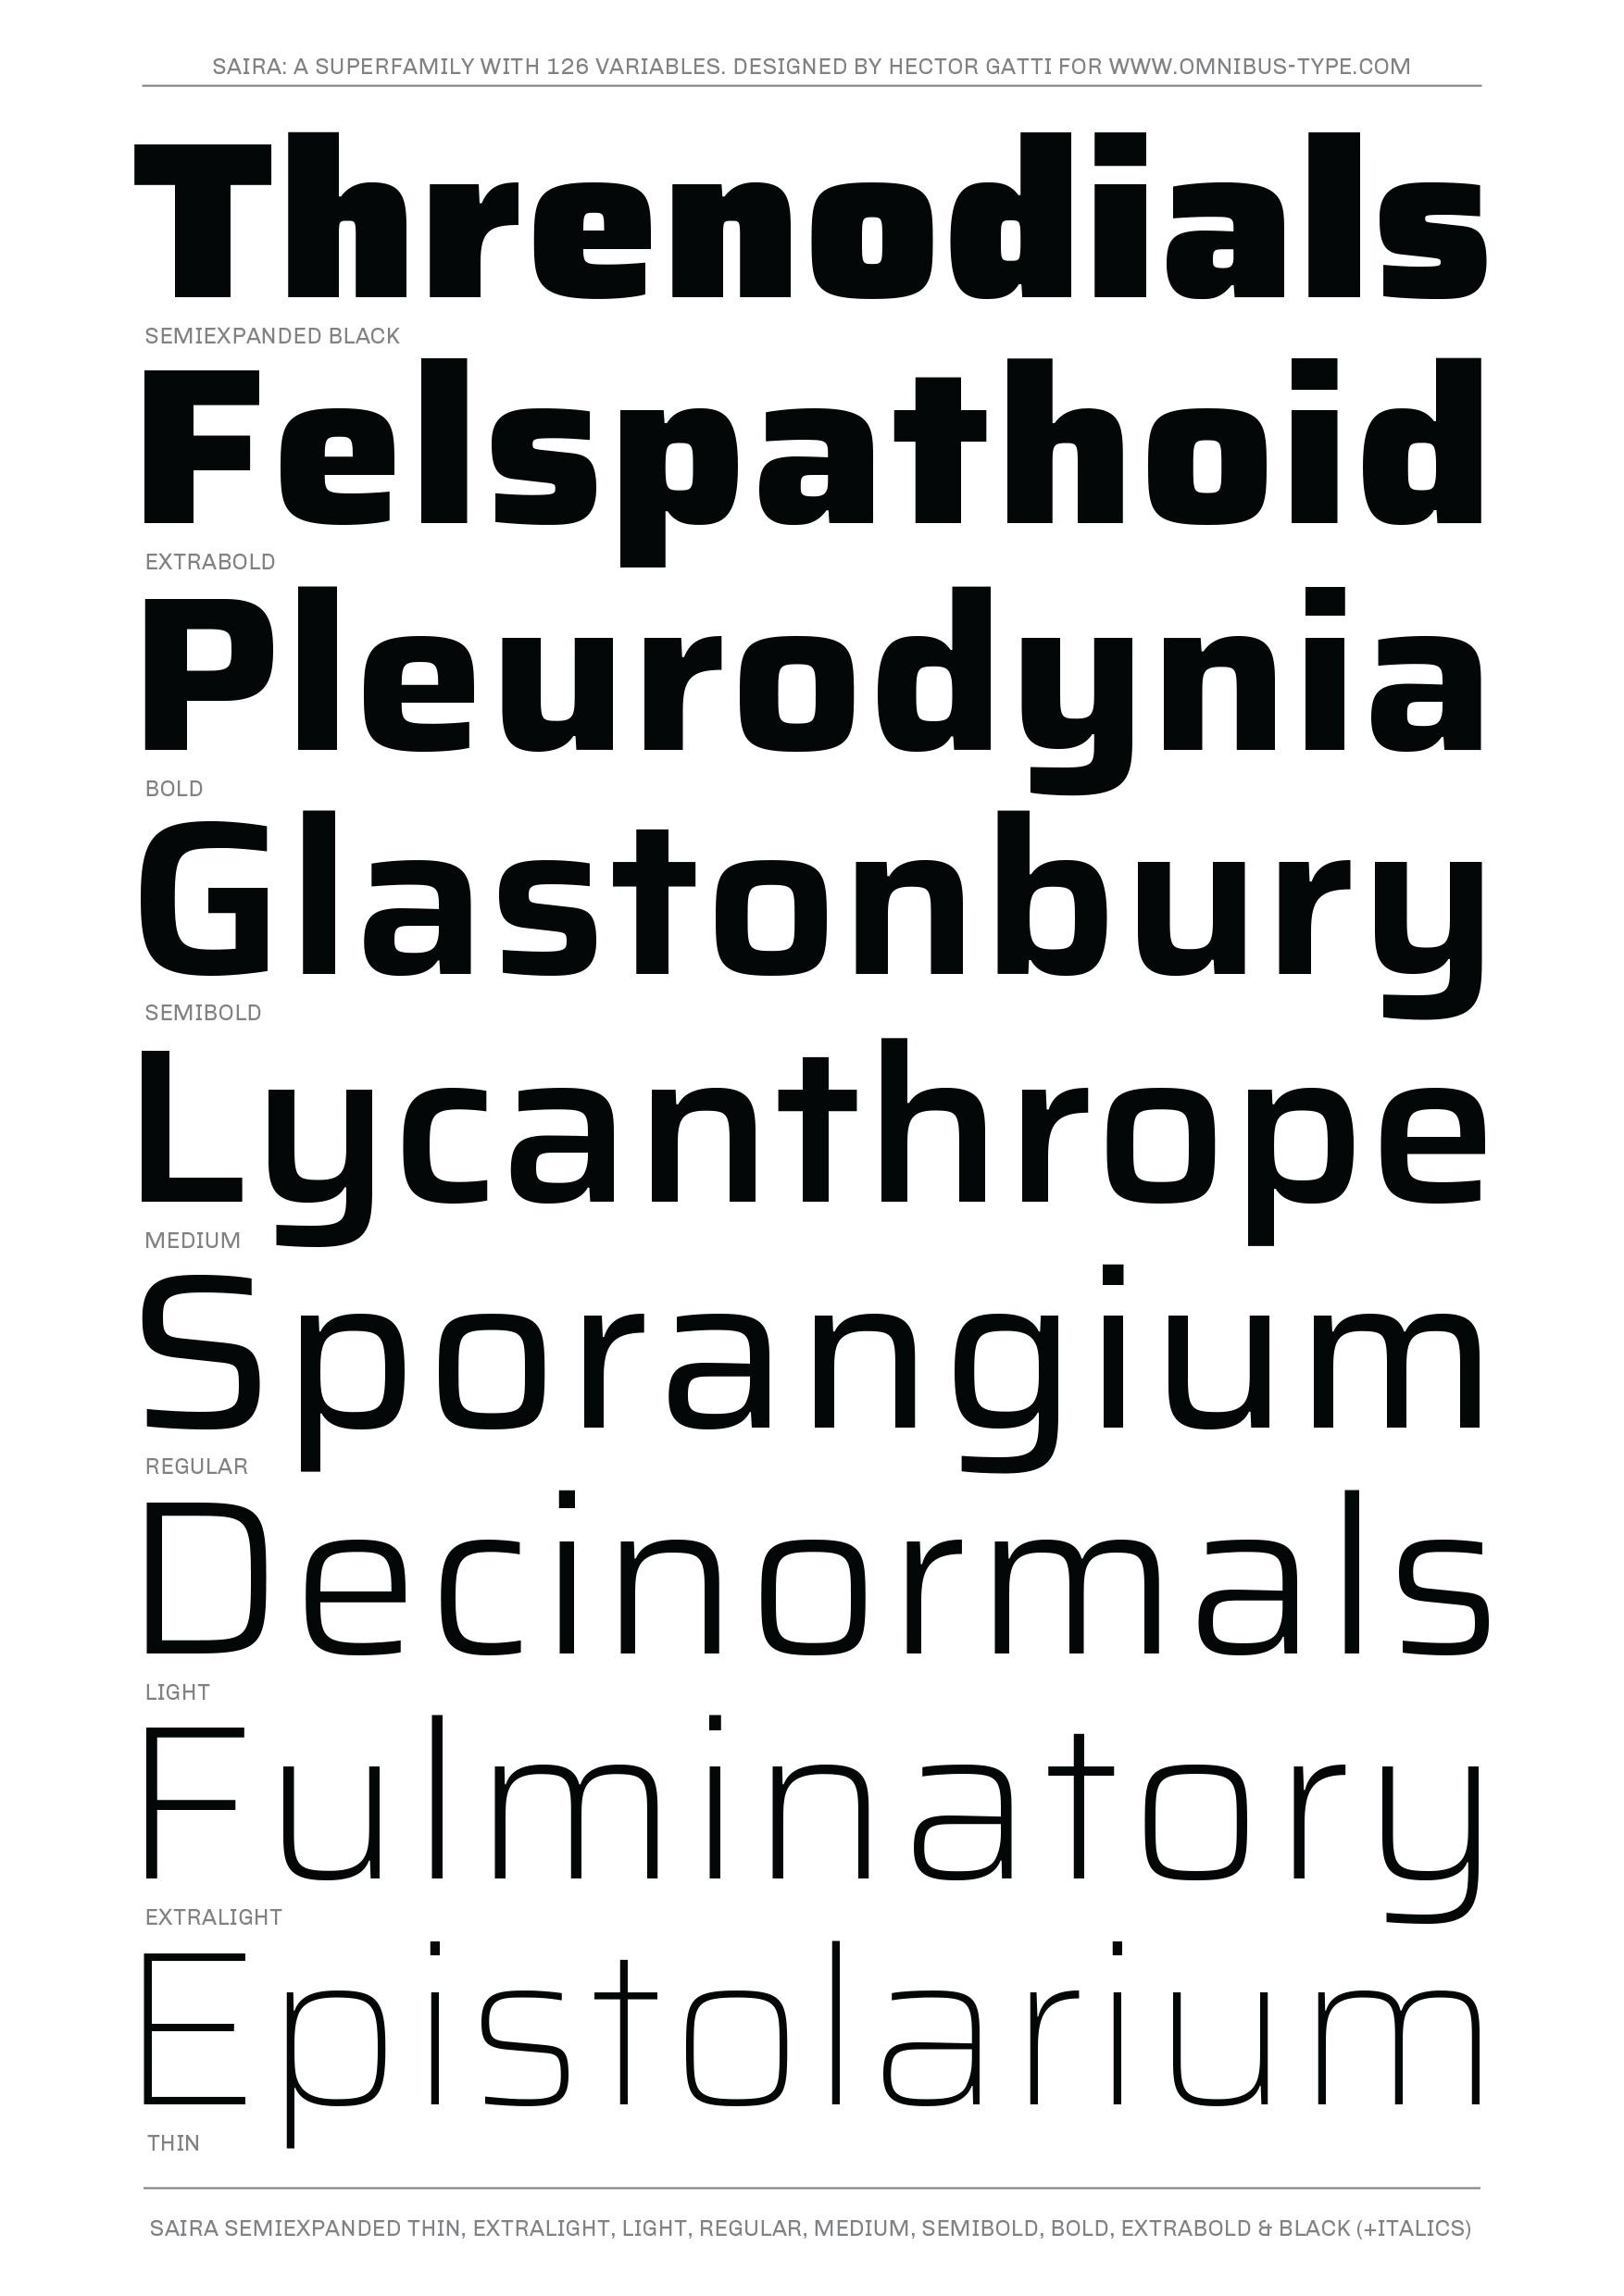 SAIRA: A SUPERFAMILY WITH 126 VARIABLES. DESIGNED BY HECTOR GATTI FOR WWW.OMNIBUS-TYPE.COM
Threnodials
SEMIEXPANDED BLACK
Felspathoid
EXTRABOLD
Pleurodynia
BOLD
Glastonbury
SEMIBOLD
Lycanthrope
MEDIUM
Sporangium
REGULAR
Decinormals
LIGHT
Fulminatory
EXTRALIGHT
Epistolarium
THIN
SAIRA SEMIEXPANDED THIN, EXTRALIGHT, LIGHT, REGULAR, MEDIUM, SEMIBOLD, BOLD, EXTRABOLD & BLACK (+ITALICS)